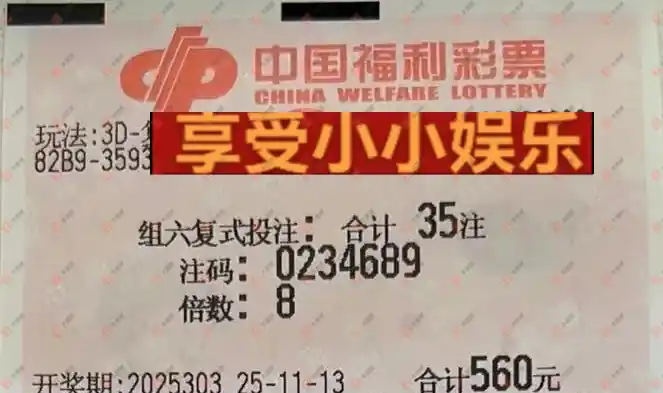 中国福利彩票
CHINA WELFARE LOTTERY
玩法:3D-
82B9-3593
享受小小娱乐
组六复式投注: 合计 35注
注码: 0234689
倍数: 8
开奖期:2025303 25-11-13 合计560元